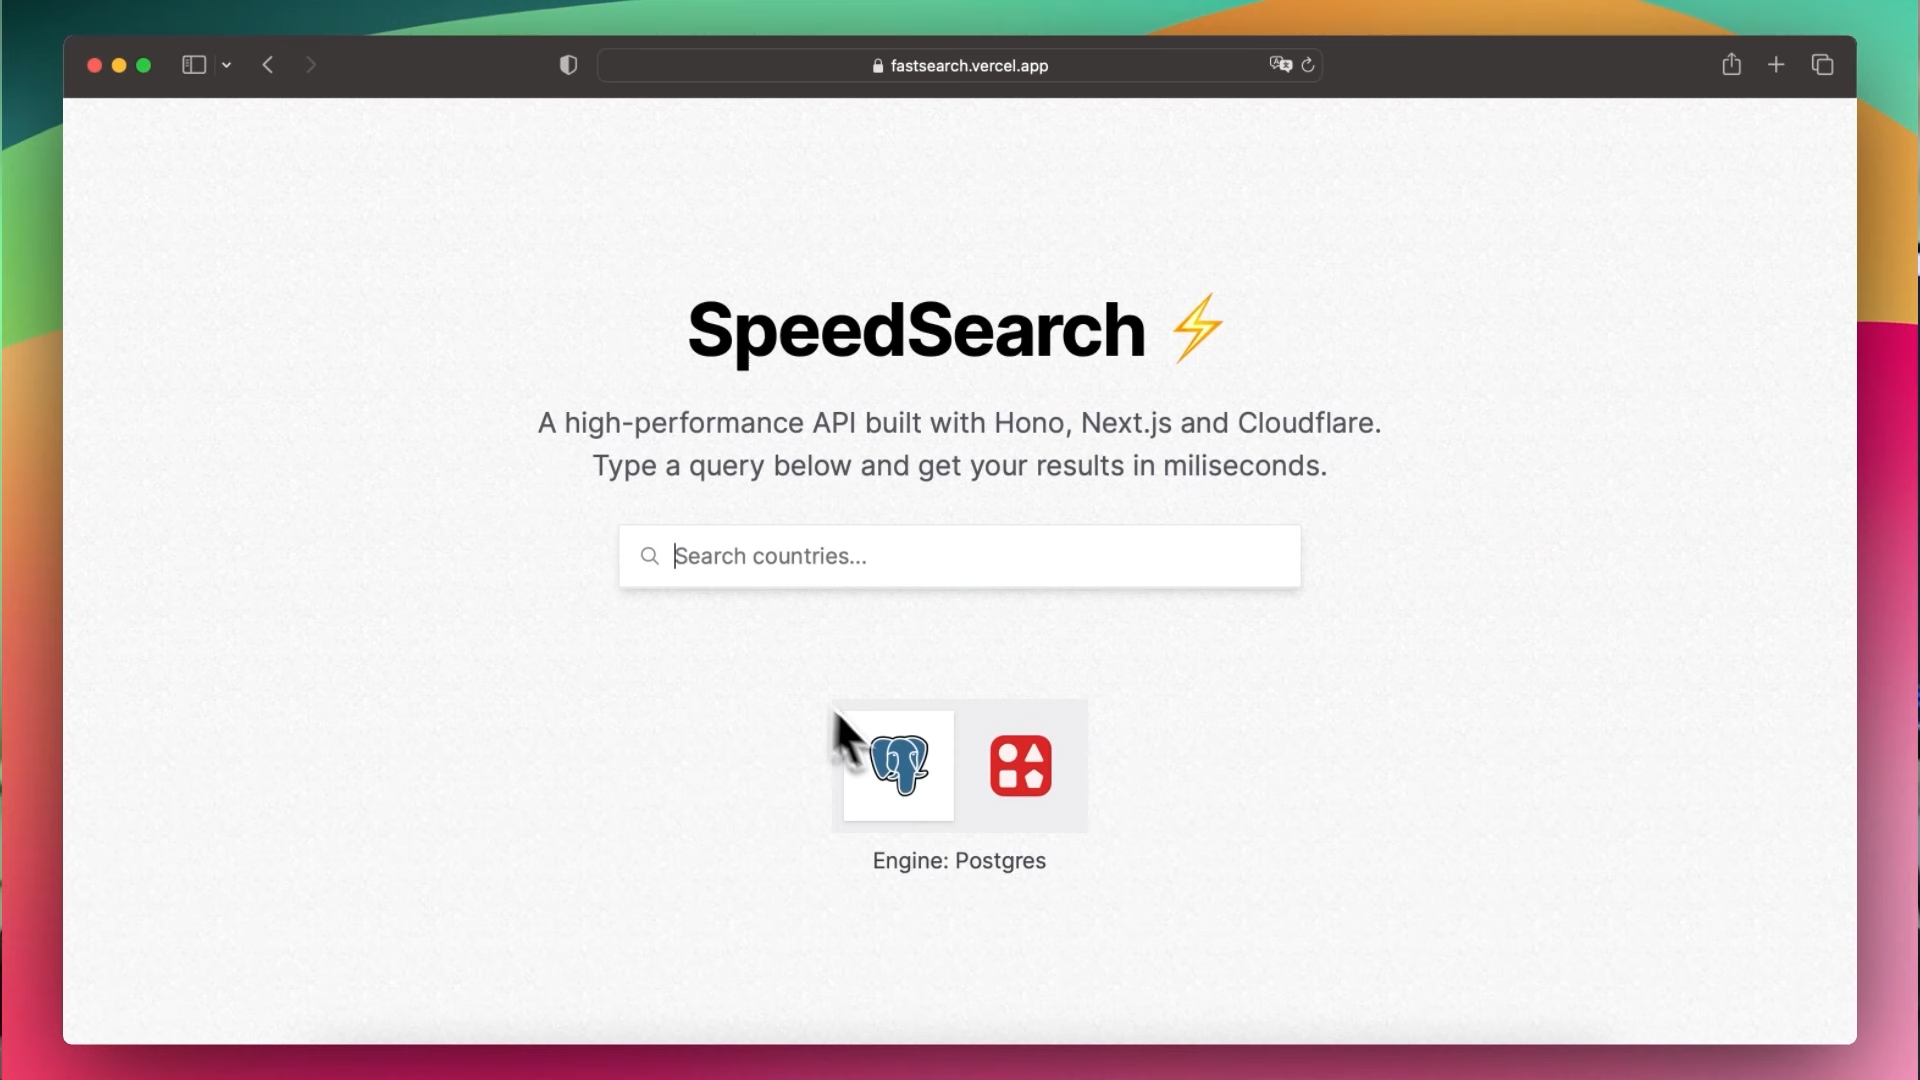 fastsearch.vercel.app
SpeedSearch ⚡
A high-performance API built with Hono, Next.js and Cloudflare.
Type a query below and get your results in miliseconds.
Search countries...
Engine: Postgres